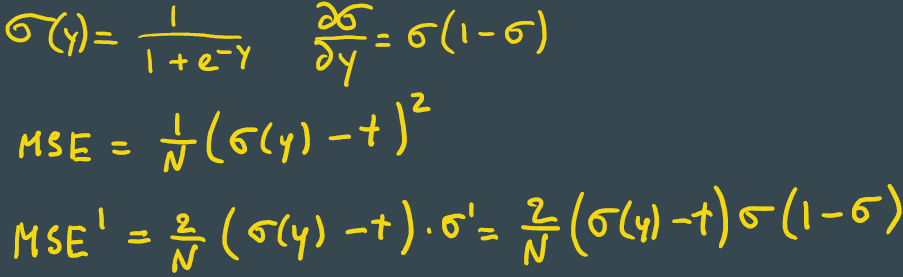 σ(y) = 1/(1 + e^-y) ∂σ/∂y = σ(1-σ)
MSE = 1/N (σ(y) - t)^2
MSE' = 2/N (σ(y) - t)·σ' = 2/N (σ(y) - t) σ(1-σ)